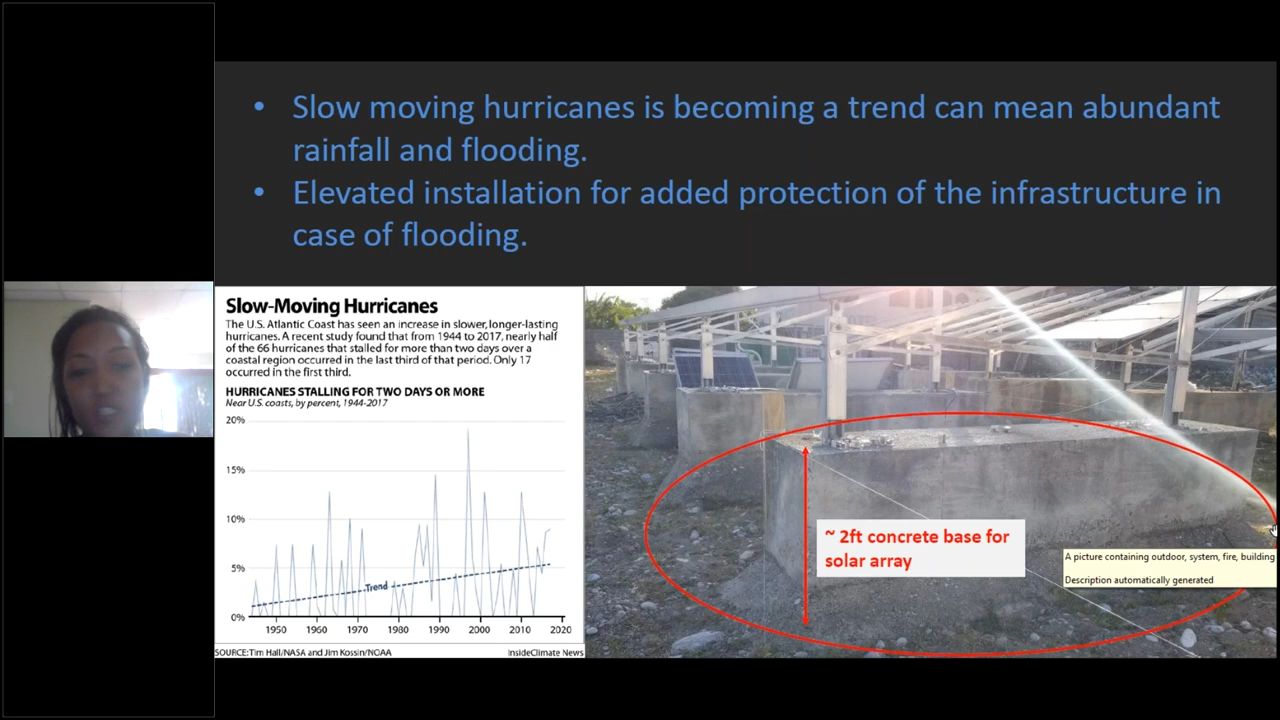 • Slow moving hurricanes is becoming a trend can mean abundant
rainfall and flooding.
• Elevated installation for added protection of the infrastructure in
case of flooding.
Slow-Moving Hurricanes
The U.S. Atlantic Coast has seen an increase in slower, longer-lasting
hurricanes. A recent study found that from 1944 to 2017, nearly half
of the 66 hurricanes that stalled for more than two days over a
coastal region occurred in the last third of that period. Only 17
occurred in the first third.
HURRICANES STALLING FOR TWO DAYS OR MORE
Near U.S. coasts, by percent, 1944-2017
20%
15%
10%
5%
0%
Trend
1950 1960 1970 1980 1990 2000 2010 2020
SOURCE: Tim Hall/NASA and Jim Kossin/NOAA
InsideClimate News
~ 2ft concrete base for
solar array
A picture containing outdoor, system, fire, building
Description automatically generated